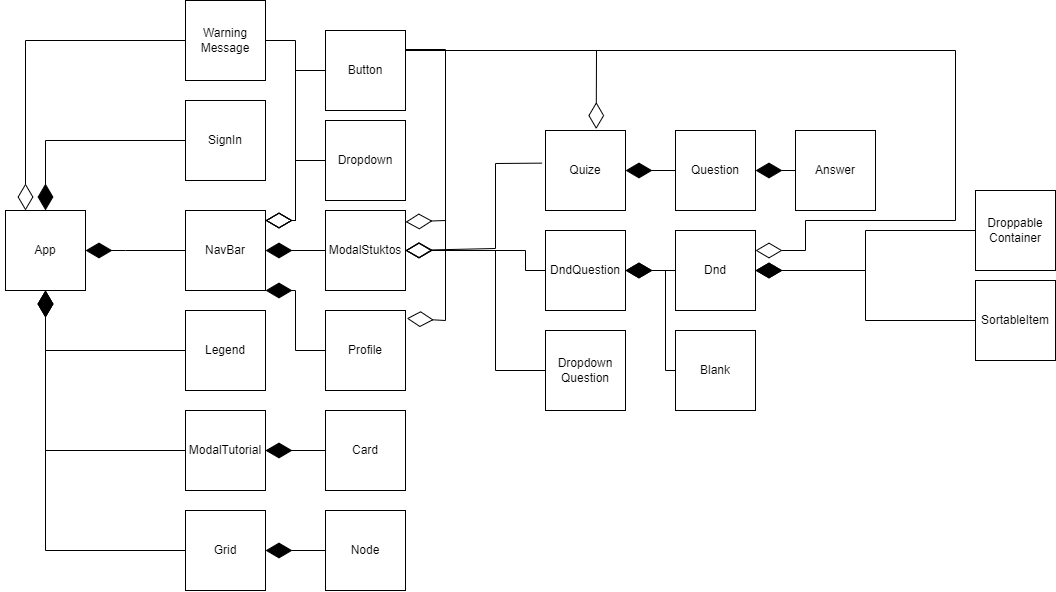 Warning
Message
Button
SignIn
Dropdown
Quize
Question
Answer
Droppable
Container
App
NavBar
ModalStuktos
DndQuestion
Dnd
SortableItem
Legend
Profile
Dropdown
Question
Blank
ModalTutorial
Card
Grid
Node